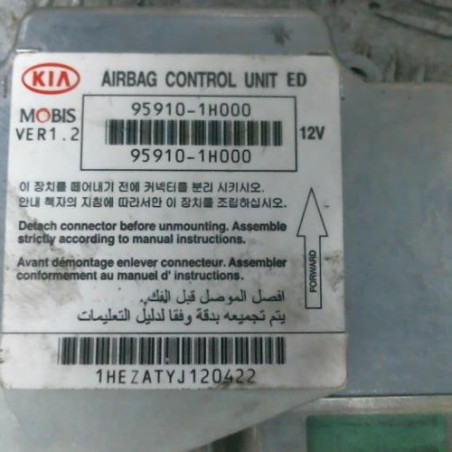 KIA AIRBAG CONTROL UNIT ED
MOBIS
VER1.2
95910-1H000
12V
95910-1H000
이 장치를 떼어내기 전에 커넥터를 분리 시키시오.
안내 책자의 지침에 따라서만 이 장치를 조립하십시오.
Detach connector before unmounting. Assemble
strictly according to manual instructions.
Avant démontage enlever connecteur. Assembler
conformement au manuel d' instructions.
افصل الموصل قبل الفك.
يتم تجميعه بدقة وفقا لدليل التعليمات
FORWARD
1HEZATYJ120422